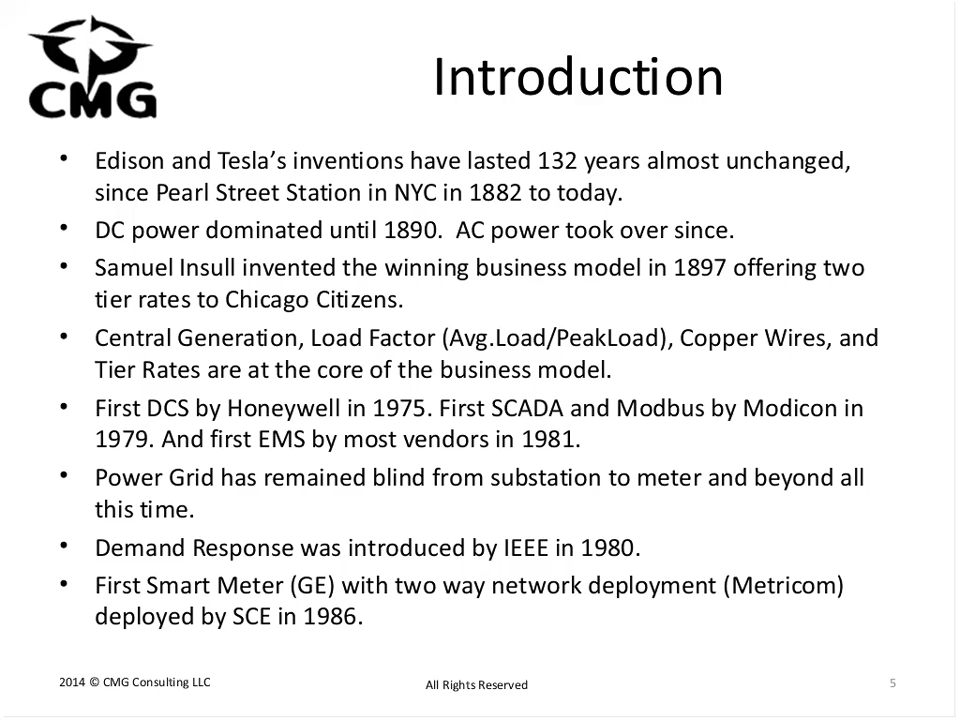 CMG
Introduction
• Edison and Tesla’s inventions have lasted 132 years almost unchanged,
since Pearl Street Station in NYC in 1882 to today.
• DC power dominated until 1890.  AC power took over since.
• Samuel Insull invented the winning business model in 1897 offering two
tier rates to Chicago Citizens.
• Central Generation, Load Factor (Avg.Load/PeakLoad), Copper Wires, and
Tier Rates are at the core of the business model.
• First DCS by Honeywell in 1975. First SCADA and Modbus by Modicon in
1979. And first EMS by most vendors in 1981.
• Power Grid has remained blind from substation to meter and beyond all
this time.
• Demand Response was introduced by IEEE in 1980.
• First Smart Meter (GE) with two way network deployment (Metricom)
deployed by SCE in 1986.
2014 © CMG Consulting LLC
All Rights Reserved
5